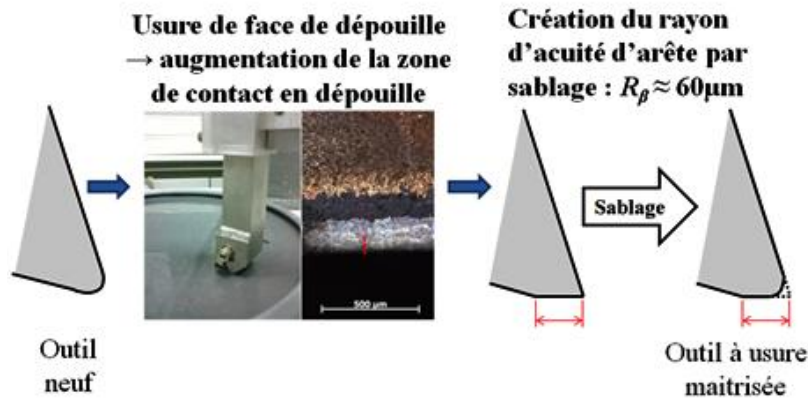 Usure de face de dépouille
→ augmentation de la zone
de contact en dépouille
Création du rayon
d'acuité d'arête par
sablage : Rβ ≈ 60μm
Sablage
500 μm
Outil
neuf
Outil à usure
maitrisée